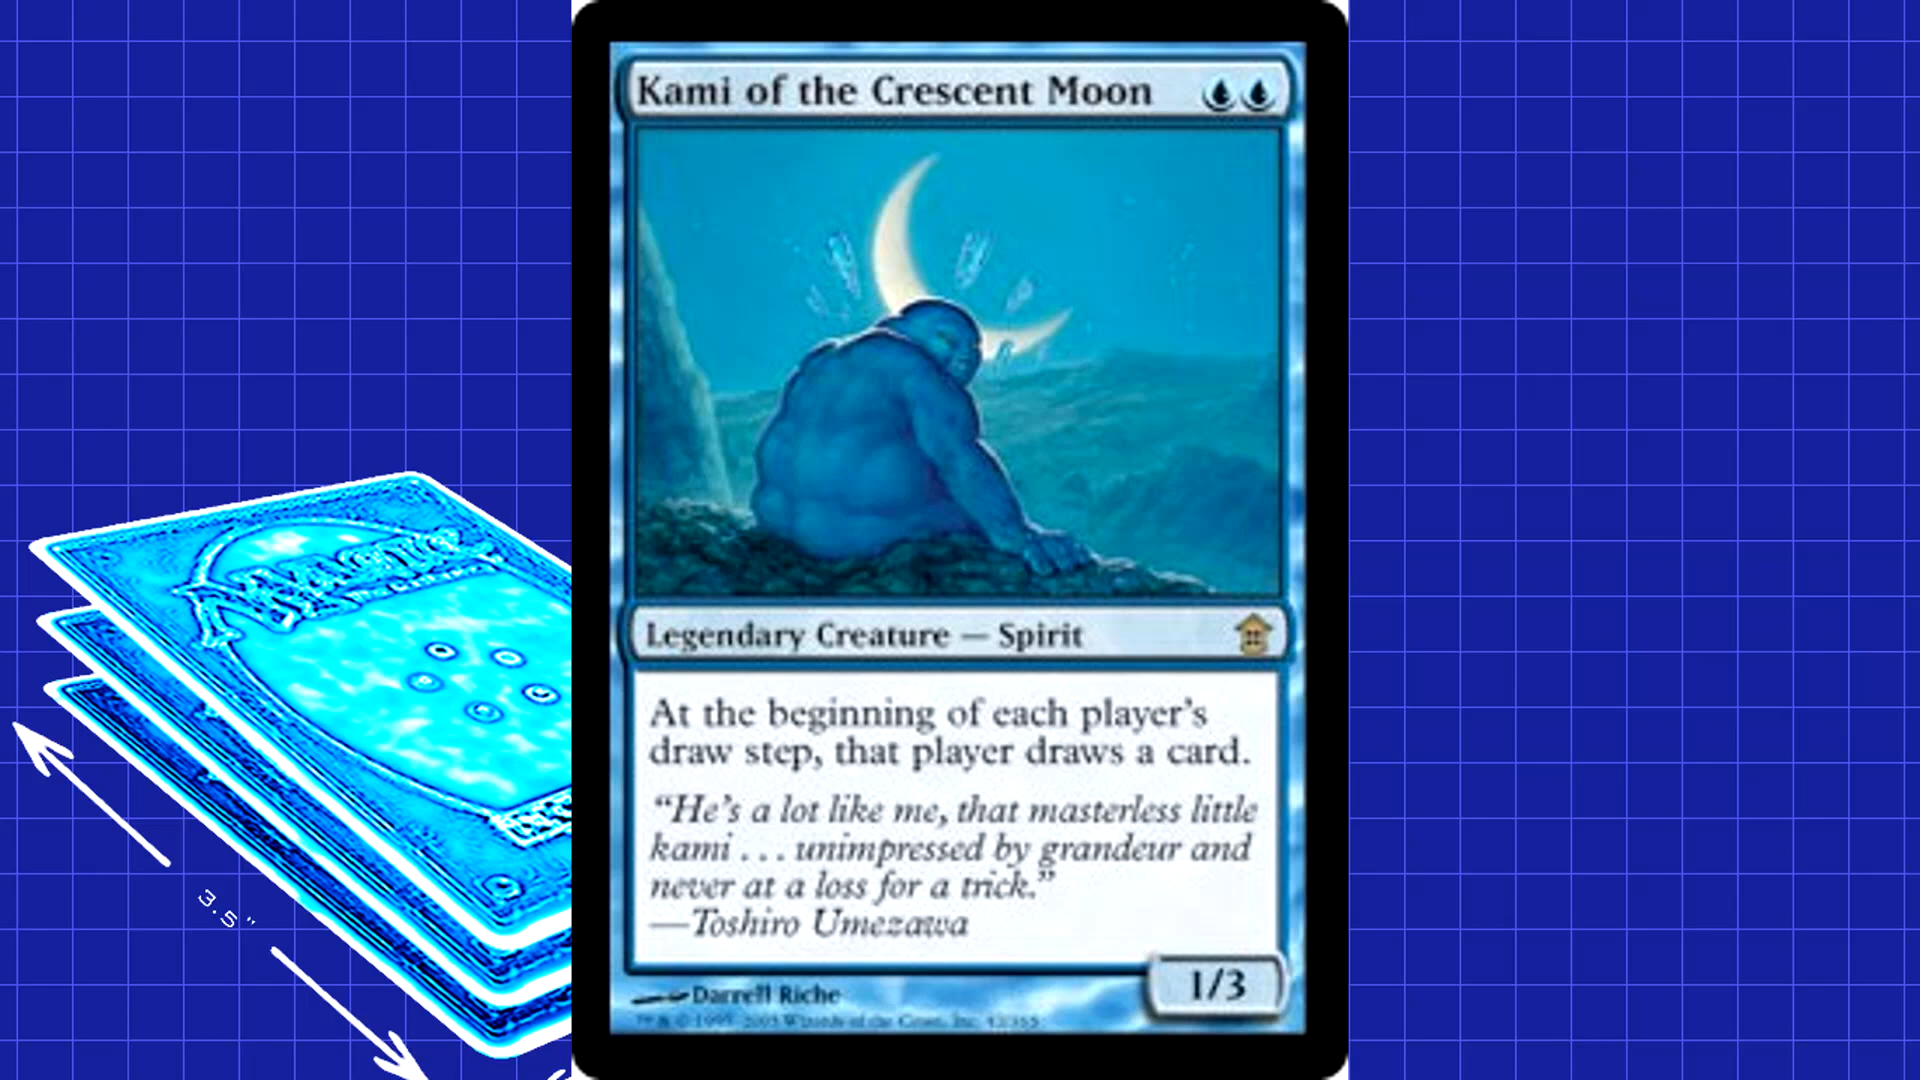 Kami of the Crescent Moon
Legendary Creature — Spirit
At the beginning of each player's
draw step, that player draws a card.
“He's a lot like me, that masterless little
kami . . . unimpressed by grandeur and
never at a loss for a trick.”
—Toshiro Umezawa
1/3
Darrell Riche
3.5"